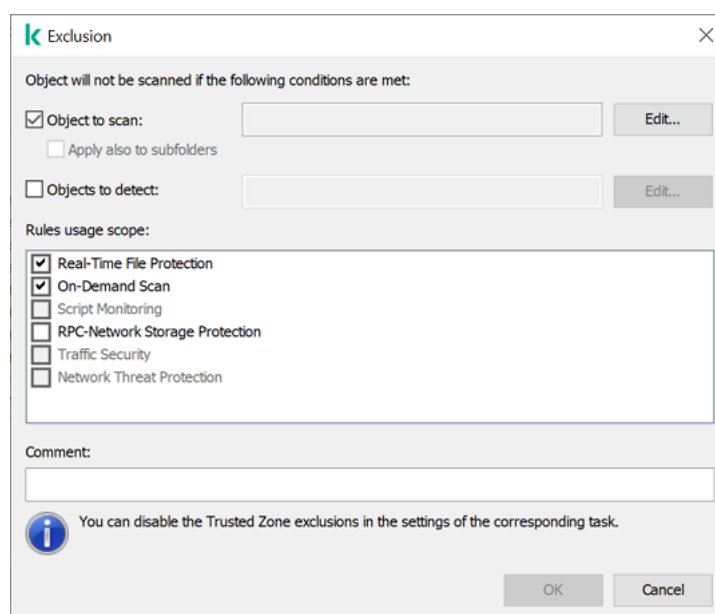 Exclusion
Object will not be scanned if the following conditions are met:
Object to scan:
Edit...
Apply also to subfolders
Objects to detect:
Edit...
Rules usage scope:
Real-Time File Protection
On-Demand Scan
Script Monitoring
RPC-Network Storage Protection
Traffic Security
Network Threat Protection
Comment:
You can disable the Trusted Zone exclusions in the settings of the corresponding task.
OK
Cancel